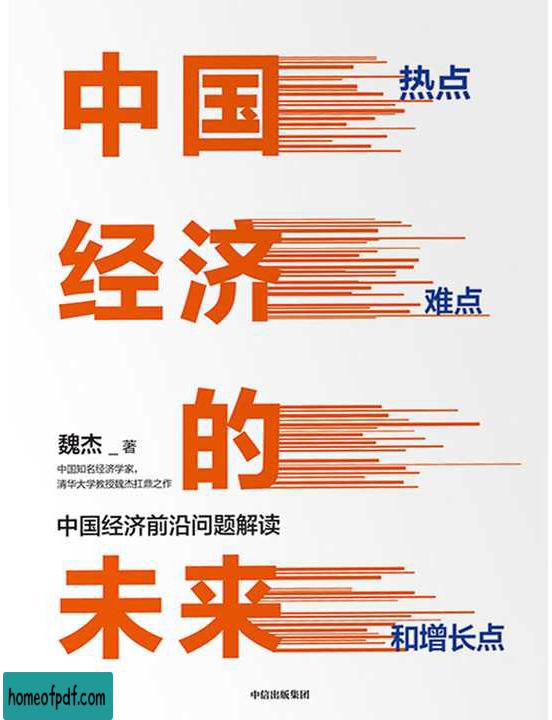 中国
热点
经济
难点
的
魏杰_著
中国知名经济学家,
清华大学教授魏杰扛鼎之作
中国经济前沿问题解读
未来
和增长点
homeofpdf.com
中信出版集团